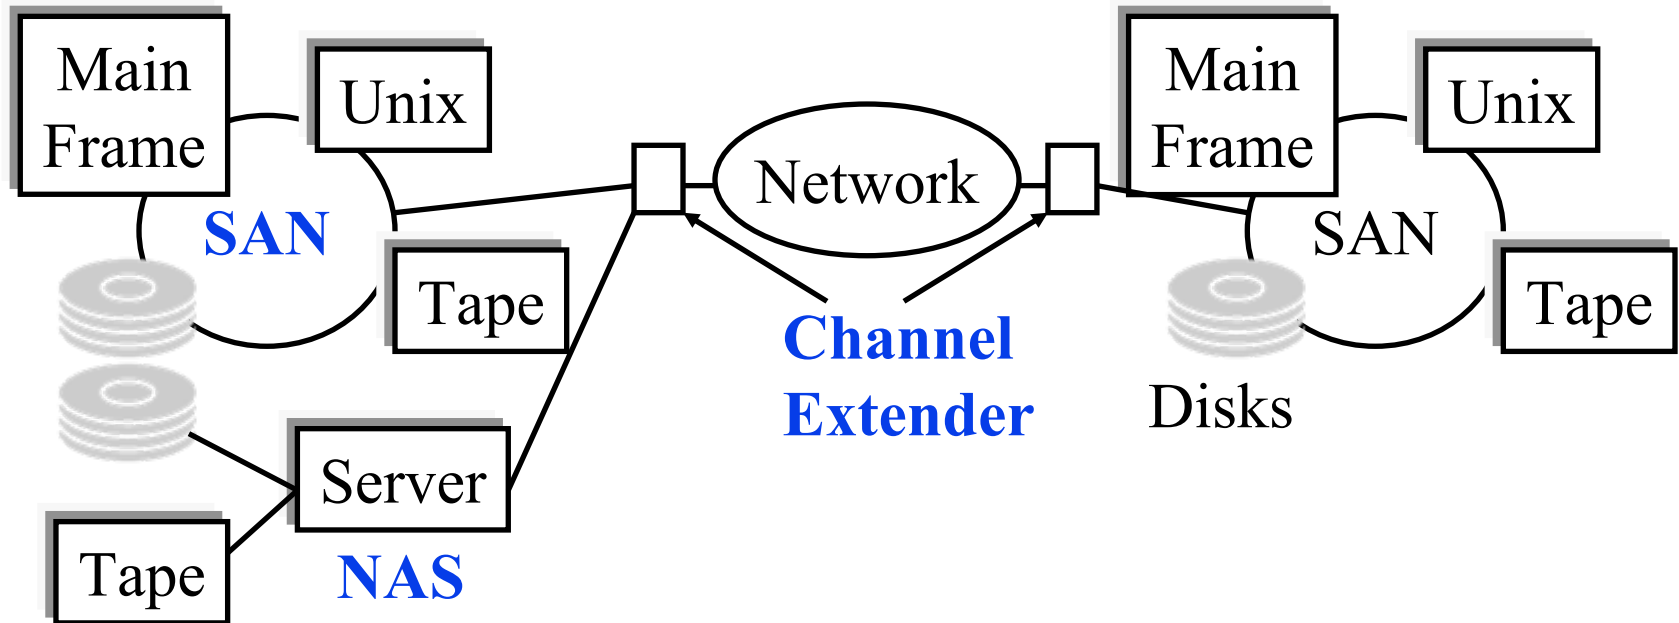 Main
Frame
Unix
SAN
Tape
Server
Tape
NAS
Network
Channel
Extender
Main
Frame
Unix
SAN
Tape
Disks